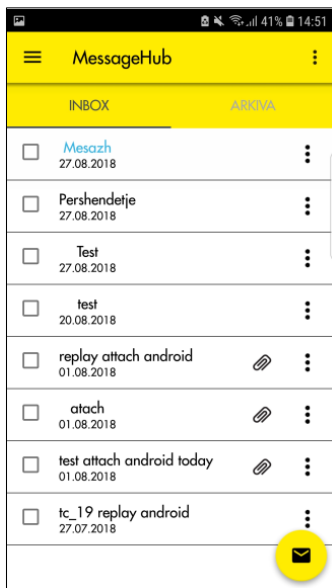 41% 14:51
MessageHub
INBOX ARKIVA
Mesazh
27.08.2018
Pershendetje
27.08.2018
Test
27.08.2018
test
20.08.2018
replay attach android
01.08.2018
atach
01.08.2018
test attach android today
01.08.2018
tc_19 replay android
27.07.2018